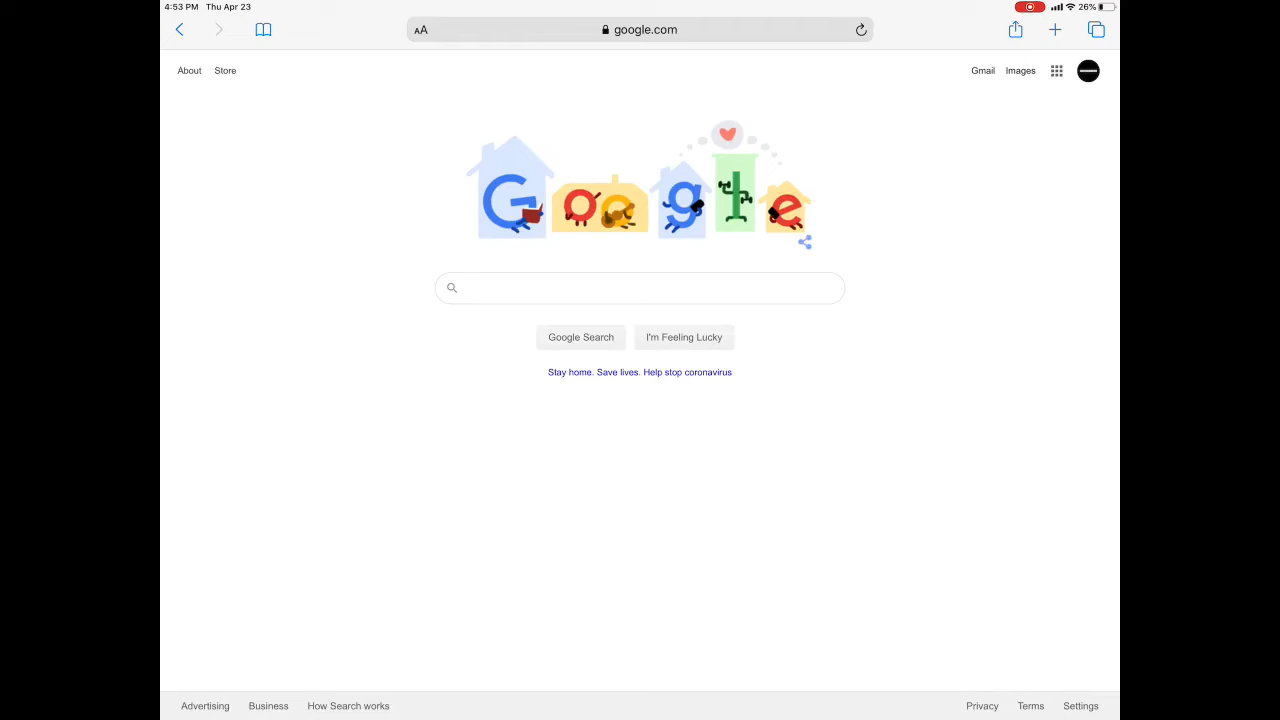 4:53 PM Thu Apr 23 26%
AA google.com
About Store Gmail Images
Google
Google Search I'm Feeling Lucky
Stay home. Save lives. Help stop coronavirus
Advertising Business How Search works Privacy Terms Settings